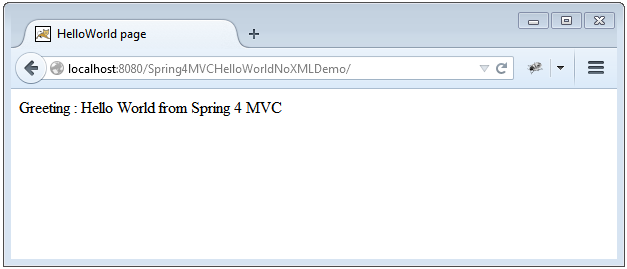 HelloWorld page
localhost:8080/Spring4MVCHelloWorldNoXMLDemo/
Greeting : Hello World from Spring 4 MVC